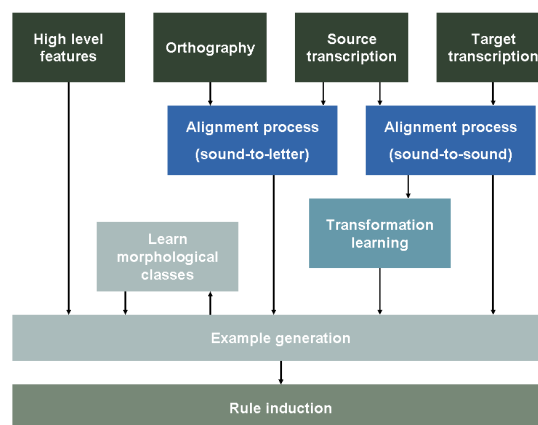 High level
features
Orthography
Source
transcription
Target
transcription
Alignment process
(sound-to-letter)
Alignment process
(sound-to-sound)
Learn
morphological
classes
Transformation
learning
Example generation
Rule induction